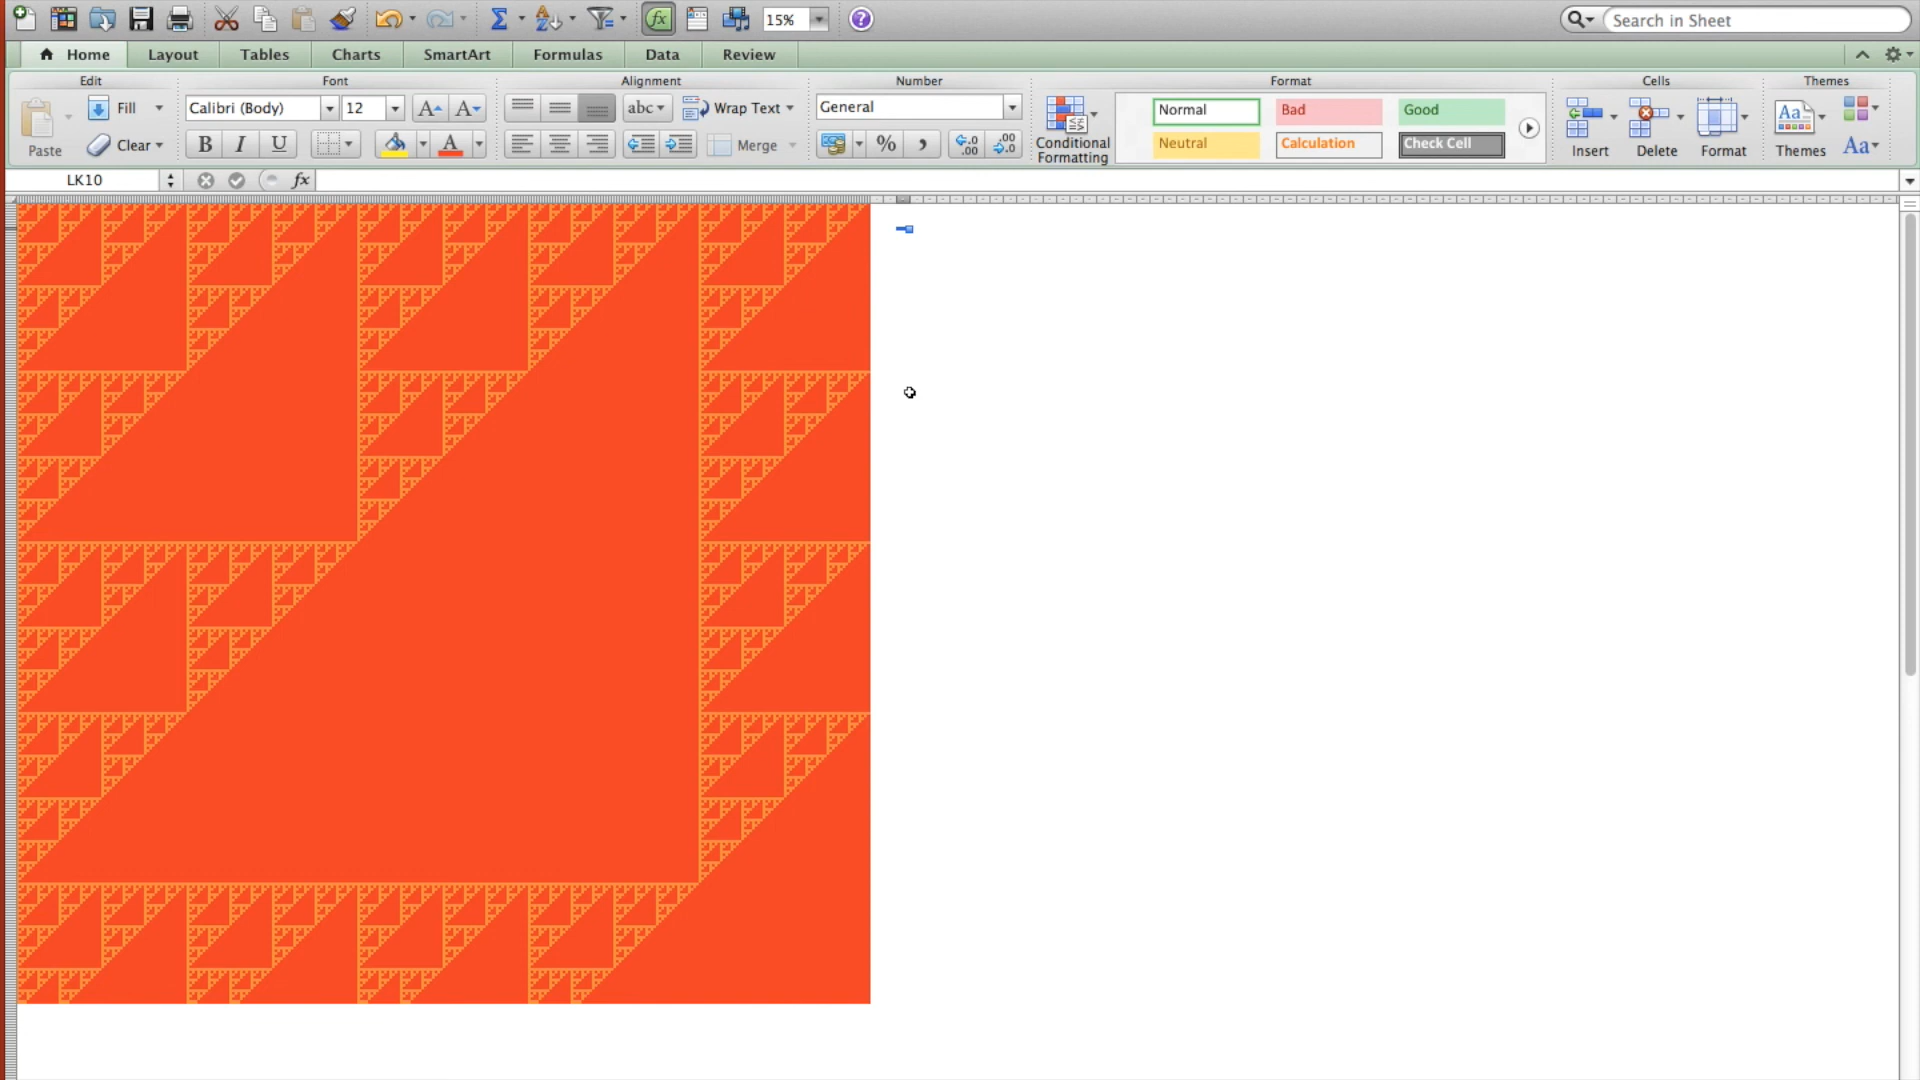 15%
Search in Sheet
Home Layout Tables Charts SmartArt Formulas Data Review
Edit Font Alignment Number Format Cells Themes
Fill Calibri (Body) 12 A A abc Wrap Text General Normal Bad Good
Paste Clear B I U A Merge % Conditional Formatting Neutral Calculation Check Cell Insert Delete Format Themes Aa
LK10 fx